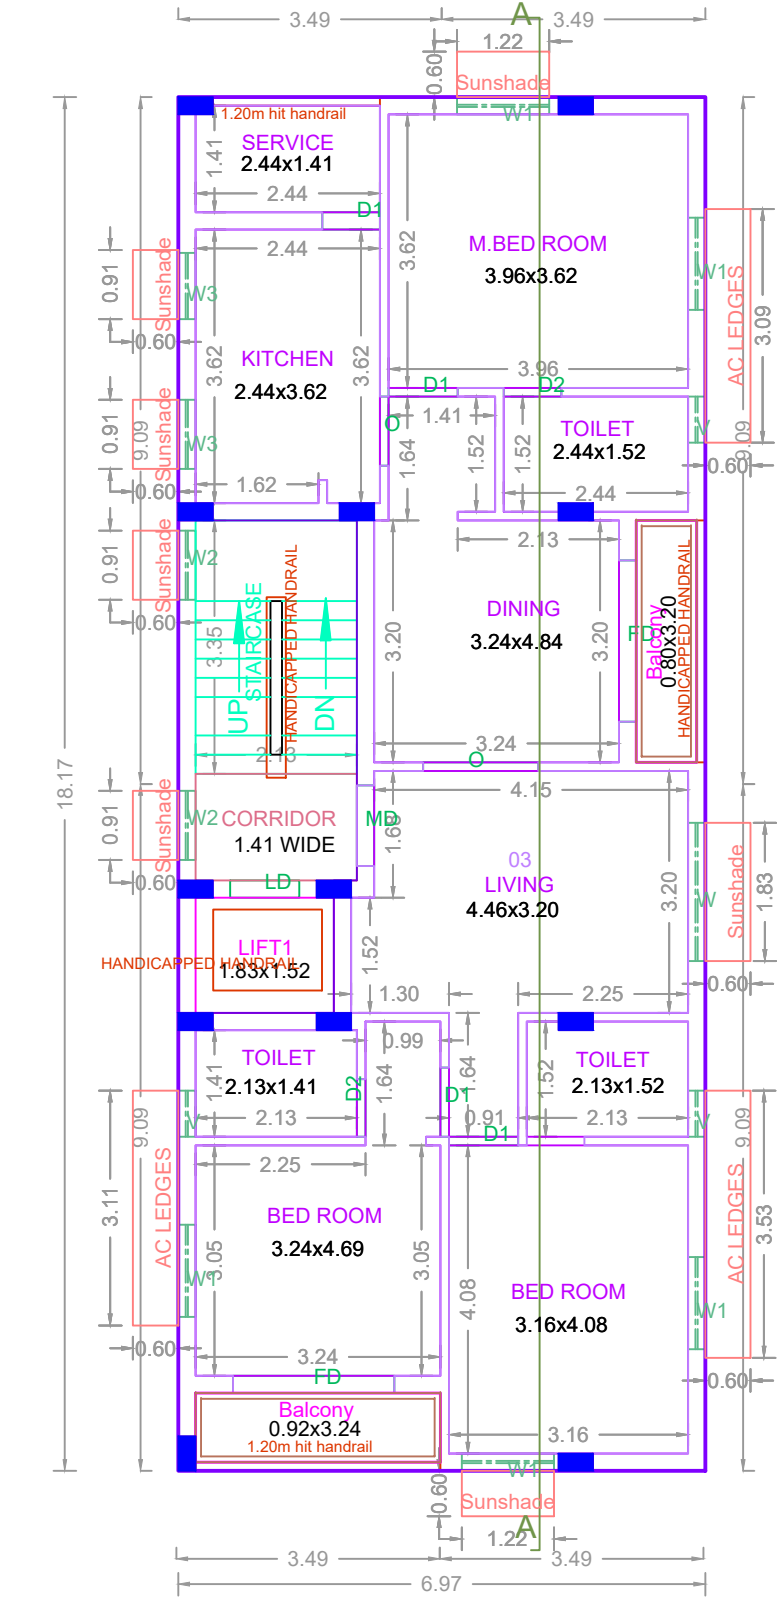 A
3.49
3.49
1.22
0.60
Sunshade
W1
1.20m hit handrail
SERVICE
2.44x1.41
1.41
2.44
D1
2.44
3.62
M.BED ROOM
3.96x3.62
W1
AC LEDGES
3.09
0.91
Sunshade
W3
0.60
KITCHEN
2.44x3.62
3.62
3.62
3.96
D1
D2
1.41
O
TOILET
2.44x1.52
V
0.91
Sunshade
W3
9.09
9.09
1.64
1.52
1.52
0.60
0.60
1.62
2.44
2.13
0.91
Sunshade
W2
0.60
3.35
STAIRCASE
HANDICAPPED HANDRAIL
UP
DN
2.13
DINING
3.24x4.84
3.20
3.20
FD
Balcony
0.80x3.20
HANDICAPPED HANDRAIL
3.24
O
4.15
18.17
0.91
Sunshade
W2
0.60
CORRIDOR
1.41 WIDE
MD
1.68
03
LIVING
4.46x3.20
3.20
W
Sunshade
1.83
0.60
LD
LIFT1
1.83x1.52
HANDICAPPED HANDRAIL
1.52
1.30
2.25
0.99
TOILET
2.13x1.41
1.41
2.13
D2
1.64
1.64
D1
0.91
D1
1.52
TOILET
2.13x1.52
2.13
V
V
9.09
9.09
2.25
3.11
AC LEDGES
W1
0.60
BED ROOM
3.24x4.69
3.05
3.05
3.24
FD
4.08
BED ROOM
3.16x4.08
W1
AC LEDGES
3.53
0.60
Balcony
0.92x3.24
1.20m hit handrail
3.16
W1
0.60
Sunshade
A
1.22
3.49
3.49
6.97